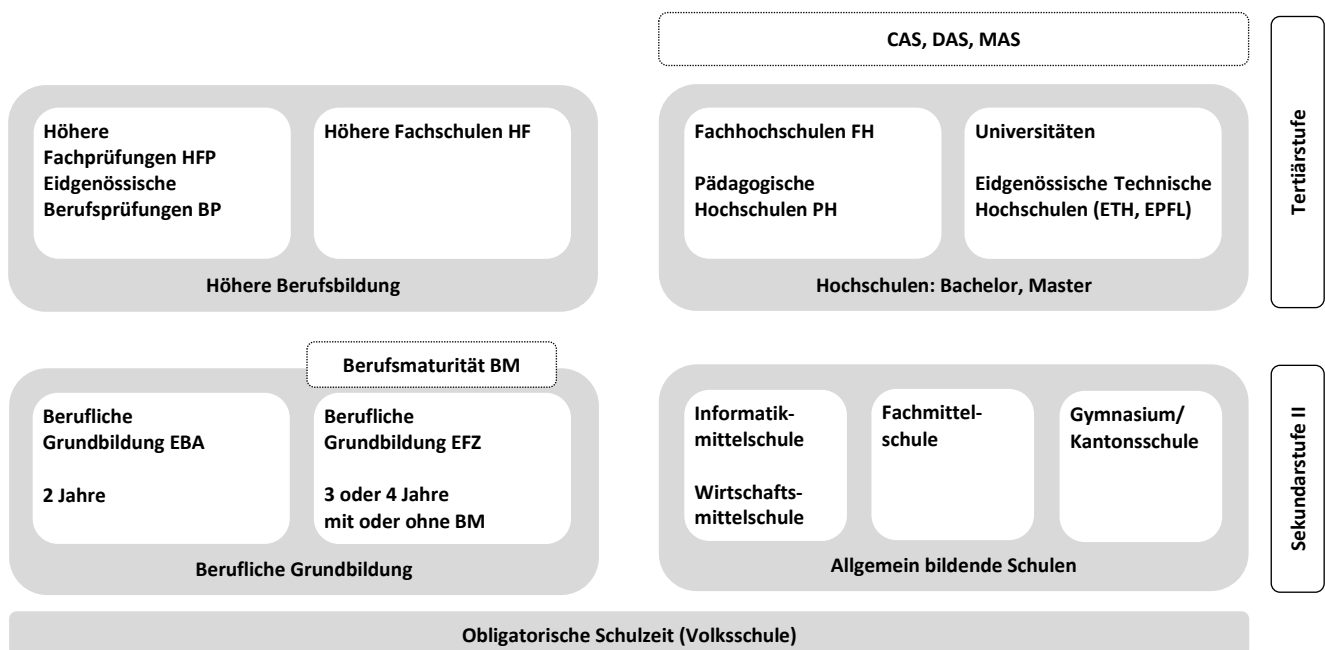 CAS, DAS, MAS
Höhere
Fachprüfungen HFP
Eidgenössische
Berufsprüfungen BP
Höhere Fachschulen HF
Höhere Berufsbildung
Fachhochschulen FH
Pädagogische
Hochschulen PH
Universitäten
Eidgenössische Technische
Hochschulen (ETH, EPFL)
Hochschulen: Bachelor, Master
Tertiärstufe
Berufsmaturität BM
Berufliche
Grundbildung EBA
2 Jahre
Berufliche
Grundbildung EFZ
3 oder 4 Jahre
mit oder ohne BM
Berufliche Grundbildung
Informatik-
mittelschule
Wirtschafts-
mittelschule
Fachmittel-
schule
Gymnasium/
Kantonsschule
Allgemein bildende Schulen
Sekundarstufe II
Obligatorische Schulzeit (Volksschule)